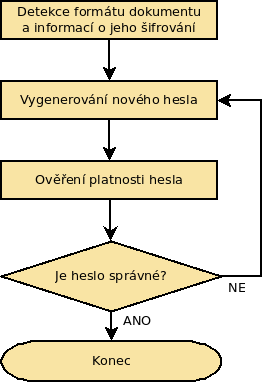 Detekce formátu dokumentu
a informací o jeho šifrování
Vygenerování nového hesla
Ověření platnosti hesla
Je heslo správné?
NE
ANO
Konec